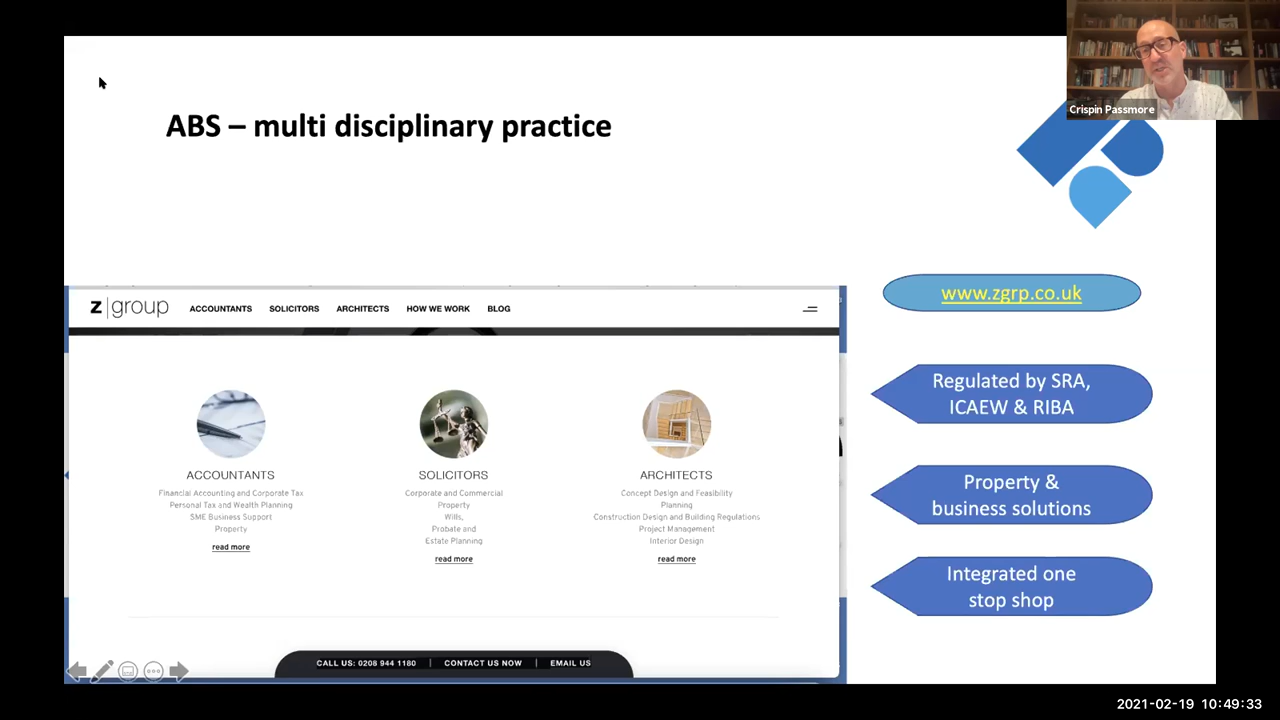 Crispin Passmore
ABS – multi disciplinary practice
www.zgrp.co.uk
z|group
ACCOUNTANTS
SOLICITORS
ARCHITECTS
HOW WE WORK
BLOG
Regulated by SRA,
ICAEW & RIBA
Property &
business solutions
Integrated one
stop shop
ACCOUNTANTS
Financial Accounting and Corporate Tax
Personal Tax and Wealth Planning
SME Business Support
Property
read more
SOLICITORS
Corporate and Commercial
Property
Wills,
Probate and
Estate Planning
read more
ARCHITECTS
Concept Design and Feasibility
Planning
Construction Design and Building Regulations
Project Management
Interior Design
read more
CALL US: 0208 944 1180 | CONTACT US NOW | EMAIL US
2021-02-19 10:49:33